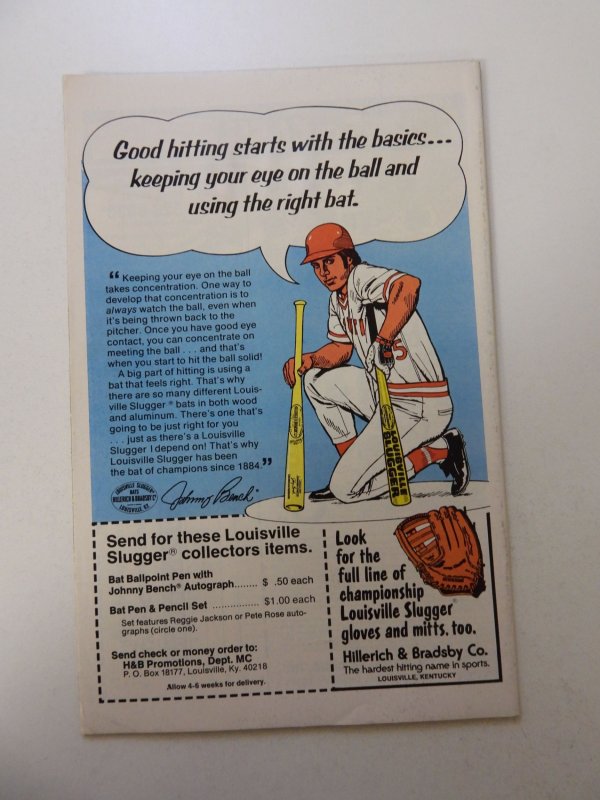 Good hitting starts with the basics...
keeping your eye on the ball and
using the right bat.
“ Keeping your eye on the ball
takes concentration. One way to
develop that concentration is to
always watch the ball, even when
it's being thrown back to the
pitcher. Once you have good eye
contact, you can concentrate on
meeting the ball . . . and that's
when you start to hit the ball solid!
A big part of hitting is using a
bat that feels right. That's why
there are so many different Louis-
ville Slugger® bats in both wood
and aluminum. There's one that's
going to be just right for you
. . . just as there's a Louisville
Slugger I depend on! That's why
Louisville Slugger has been
the bat of champions since 1884.”
LOUISVILLE SLUGGER
BATS
HILLERICH & BRADSBY Co
LOUISVILLE, KY.
Johnny Bench
5
LOUISVILLE
SLUGGER
Send for these Louisville
Slugger® collectors items.
Bat Ballpoint Pen with
Johnny Bench® Autograph....... $ .50 each
Bat Pen & Pencil Set ................ $1.00 each
Set features Reggie Jackson or Pete Rose auto-
graphs (circle one).
Send check or money order to:
H&B Promotions, Dept. MC
P. O. Box 18177, Louisville, Ky. 40218
Allow 4-6 weeks for delivery.
Look
for the
full line of
championship
Louisville Slugger
gloves and mitts, too.
Hillerich & Bradsby Co.
The hardest hitting name in sports.
LOUISVILLE, KENTUCKY